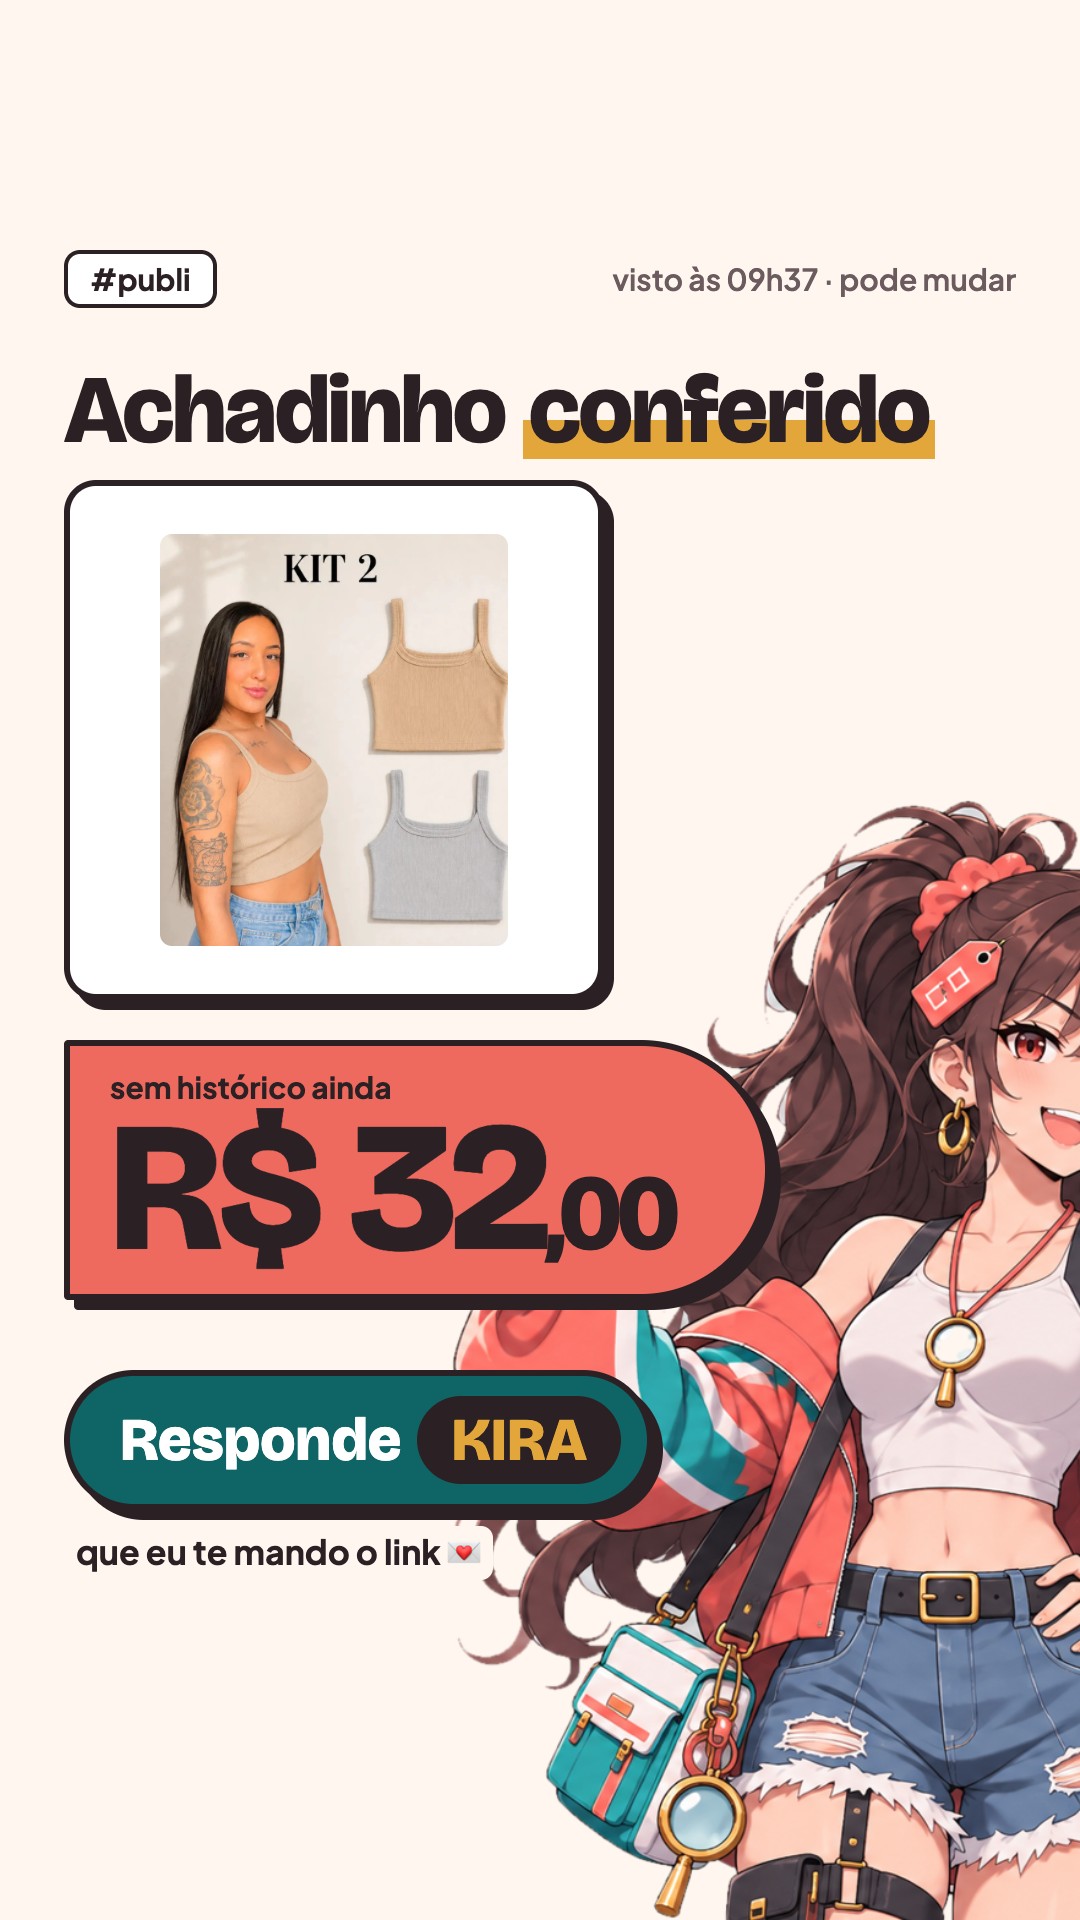 #publi
visto às 09h37 · pode mudar
Achadinho conferido
KIT 2
sem histórico ainda
R$ 32,00
Responde KIRA
que eu te mando o link 💌